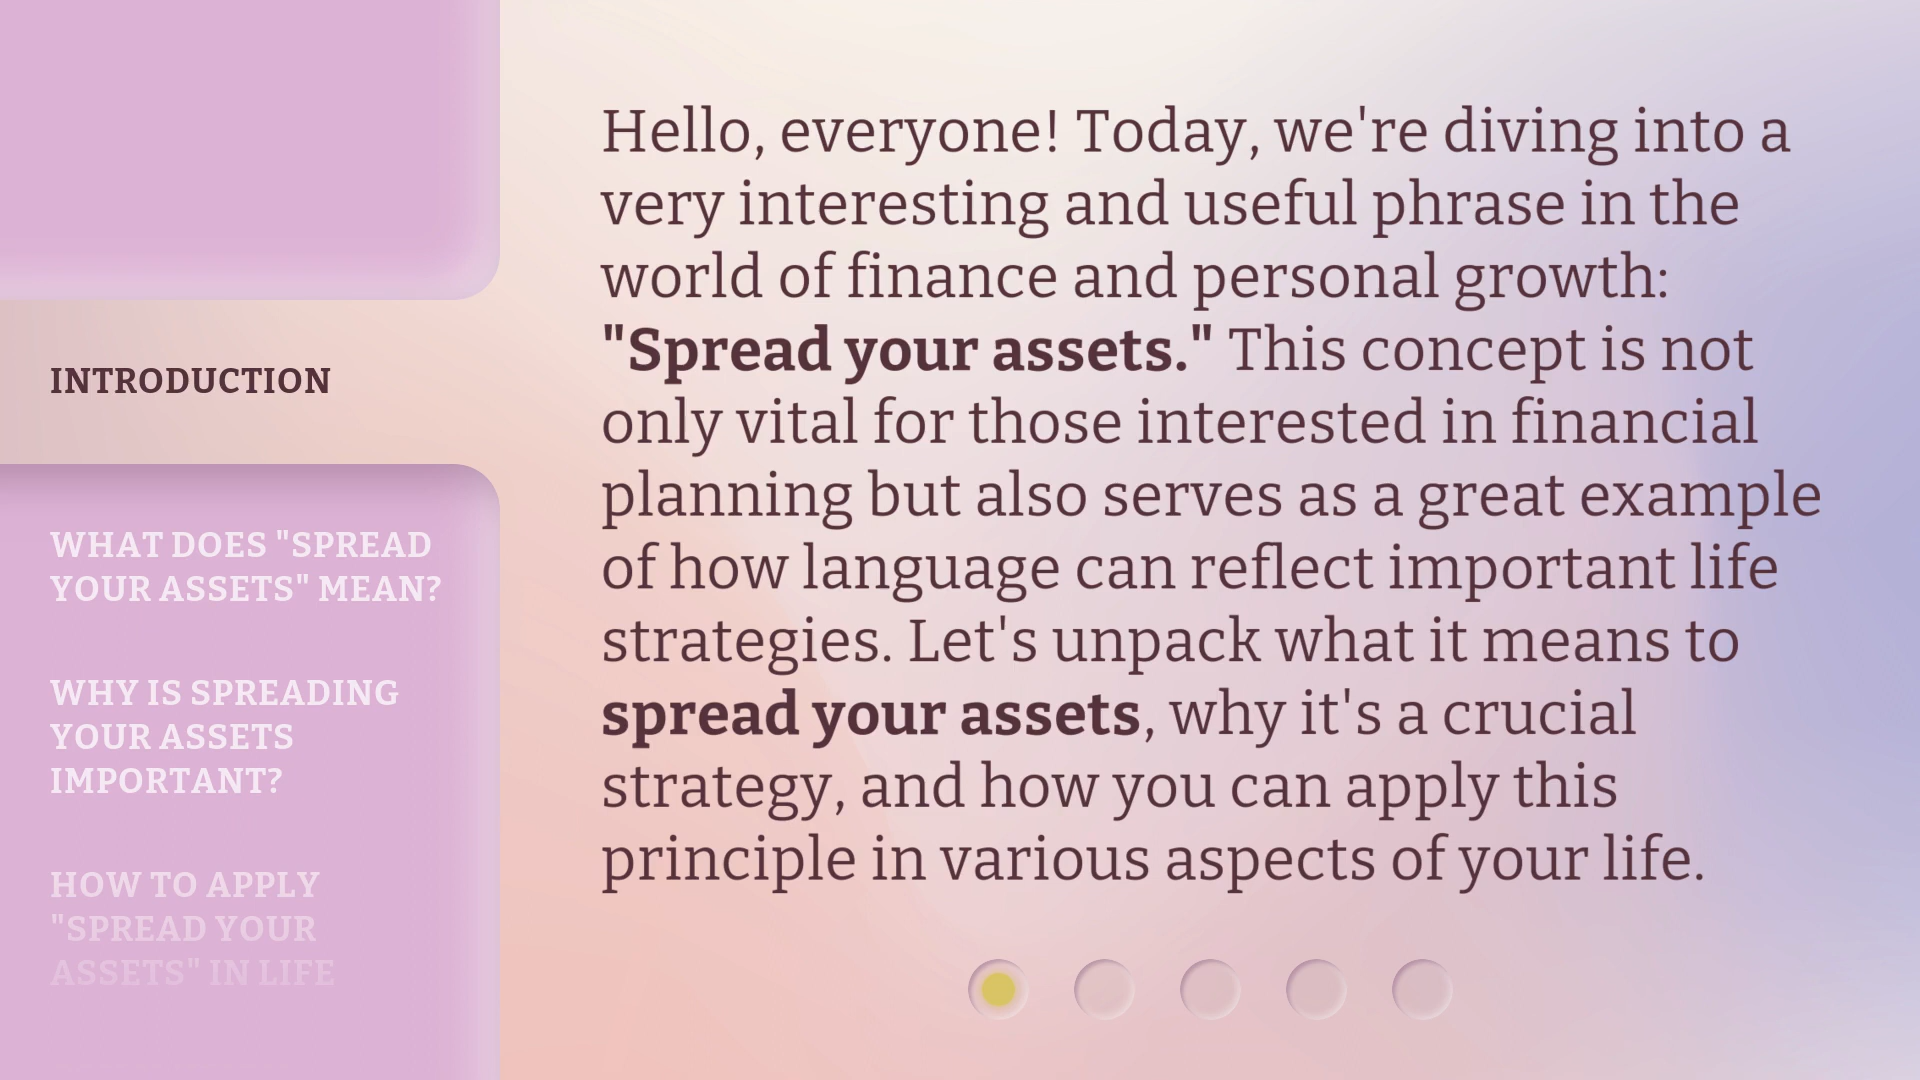 INTRODUCTION
WHAT DOES "SPREAD
YOUR ASSETS" MEAN?
WHY IS SPREADING
YOUR ASSETS
IMPORTANT?
HOW TO APPLY
"SPREAD YOUR
ASSETS" IN LIFE
Hello, everyone! Today, we're diving into a
very interesting and useful phrase in the
world of finance and personal growth:
"Spread your assets." This concept is not
only vital for those interested in financial
planning but also serves as a great example
of how language can reflect important life
strategies. Let's unpack what it means to
spread your assets, why it's a crucial
strategy, and how you can apply this
principle in various aspects of your life.